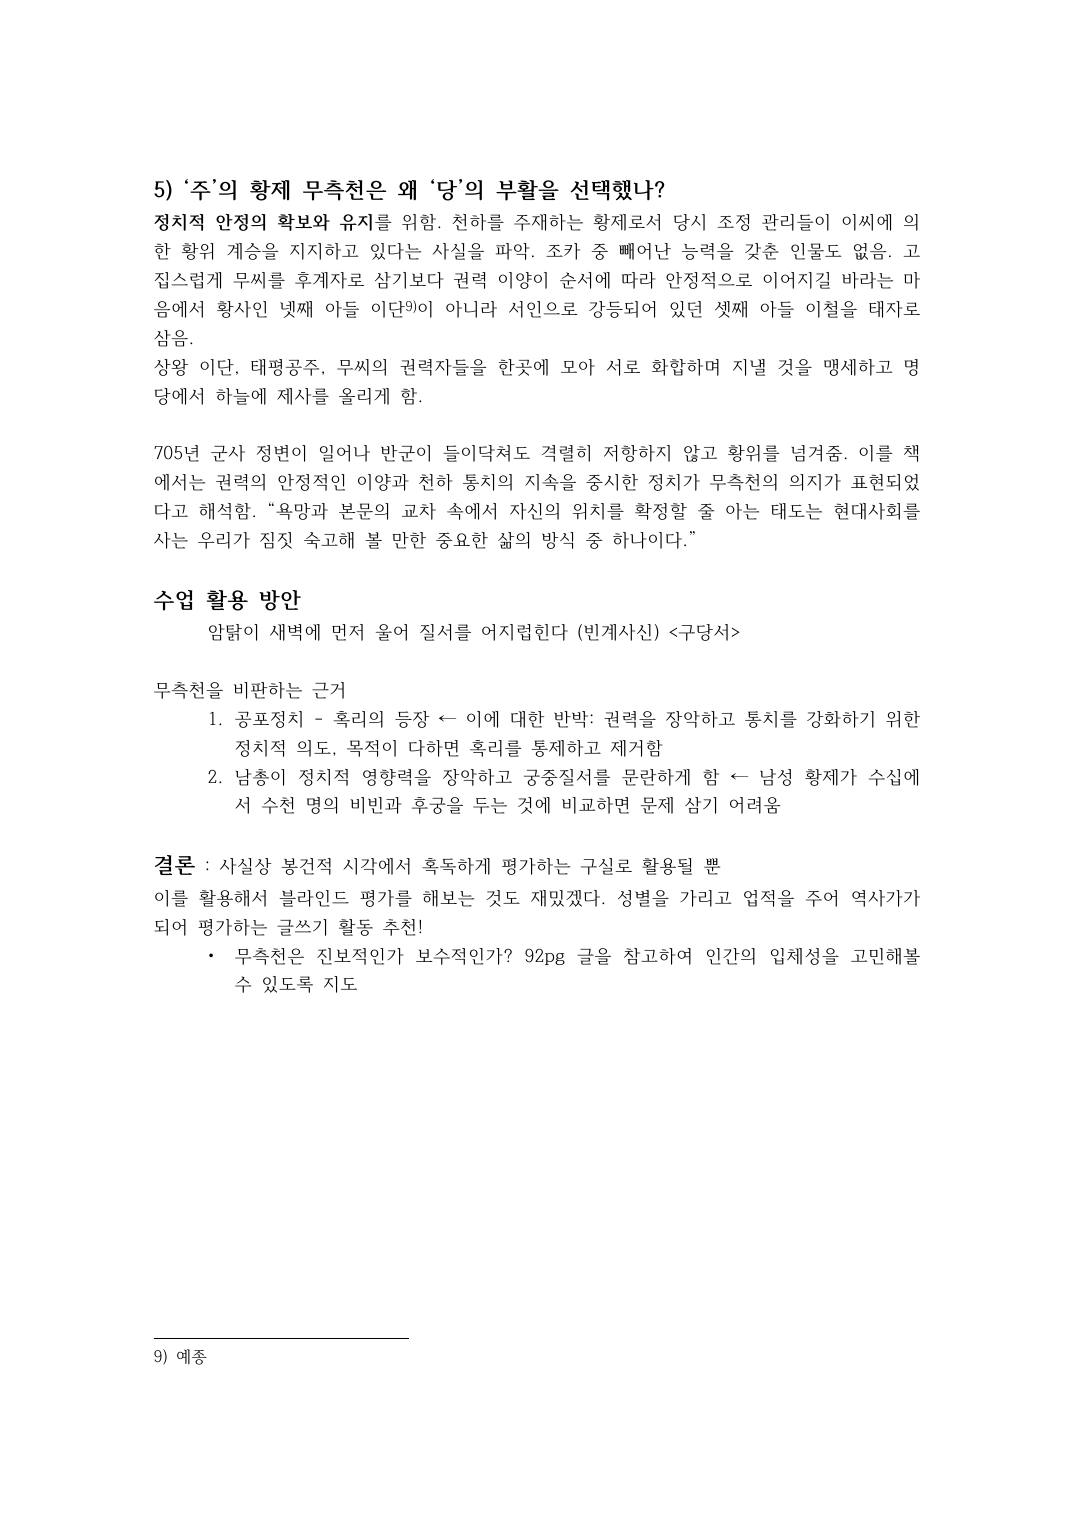 5) ‘주’의 황제 무측천은 왜 ‘당’의 부활을 선택했나?
정치적 안정의 확보와 유지를 위함. 천하를 주재하는 황제로서 당시 조정 관리들이 이씨에 의
한 황위 계승을 지지하고 있다는 사실을 파악. 조카 중 빼어난 능력을 갖춘 인물도 없음. 고
집스럽게 무씨를 후계자로 삼기보다 권력 이양이 순서에 따라 안정적으로 이어지길 바라는 마
음에서 황사인 넷째 아들 이단9)이 아니라 서인으로 강등되어 있던 셋째 아들 이철을 태자로
삼음.
상왕 이단, 태평공주, 무씨의 권력자들을 한곳에 모아 서로 화합하며 지낼 것을 맹세하고 명
당에서 하늘에 제사를 올리게 함.
705년 군사 정변이 일어나 반군이 들이닥쳐도 격렬히 저항하지 않고 황위를 넘겨줌. 이를 책
에서는 권력의 안정적인 이양과 천하 통치의 지속을 중시한 정치가 무측천의 의지가 표현되었
다고 해석함. “욕망과 본문의 교차 속에서 자신의 위치를 확정할 줄 아는 태도는 현대사회를
사는 우리가 짐짓 숙고해 볼 만한 중요한 삶의 방식 중 하나이다.”
수업 활용 방안
암탉이 새벽에 먼저 울어 질서를 어지럽힌다 (빈계사신) <구당서>
무측천을 비판하는 근거
1. 공포정치 - 혹리의 등장 ← 이에 대한 반박: 권력을 장악하고 통치를 강화하기 위한
정치적 의도, 목적이 다하면 혹리를 통제하고 제거함
2. 남총이 정치적 영향력을 장악하고 궁중질서를 문란하게 함 ← 남성 황제가 수십에
서 수천 명의 비빈과 후궁을 두는 것에 비교하면 문제 삼기 어려움
결론 : 사실상 봉건적 시각에서 혹독하게 평가하는 구실로 활용될 뿐
이를 활용해서 블라인드 평가를 해보는 것도 재밌겠다. 성별을 가리고 업적을 주어 역사가가
되어 평가하는 글쓰기 활동 추천!
• 무측천은 진보적인가 보수적인가? 92pg 글을 참고하여 인간의 입체성을 고민해볼
수 있도록 지도
9) 예종